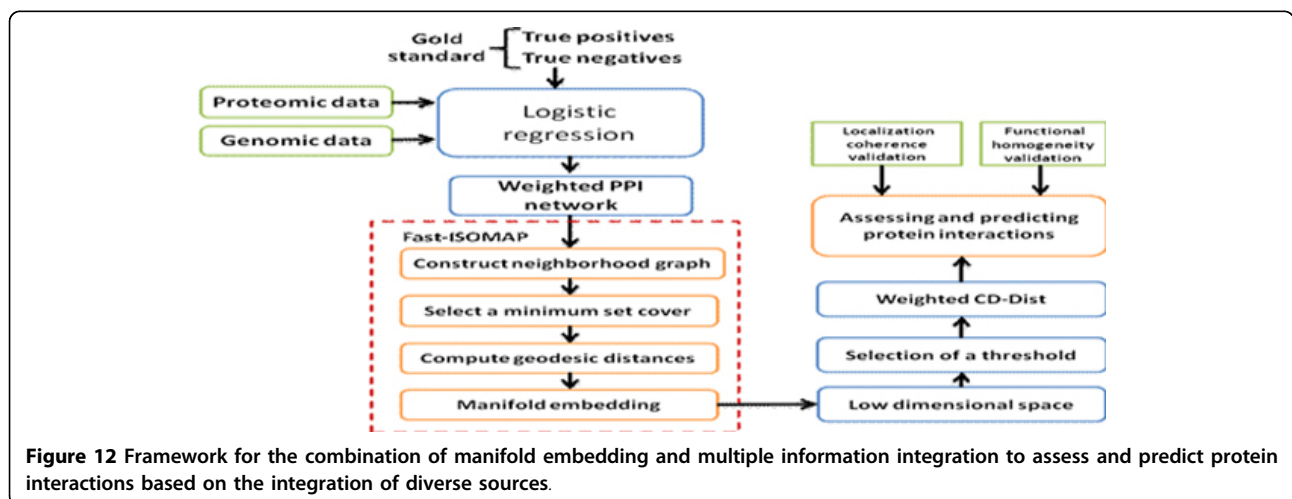 Gold
standard
True positives
True negatives
Proteomic data
Genomic data
Logistic
regression
Weighted PPI
network
Fast-ISOMAP
Construct neighborhood graph
Select a minimum set cover
Compute geodesic distances
Manifold embedding
Localization
coherence
validation
Functional
homogeneity
validation
Assessing and predicting
protein interactions
Weighted CD-Dist
Selection of a threshold
Low dimensional space
Figure 12 Framework for the combination of manifold embedding and multiple information integration to assess and predict protein
interactions based on the integration of diverse sources.